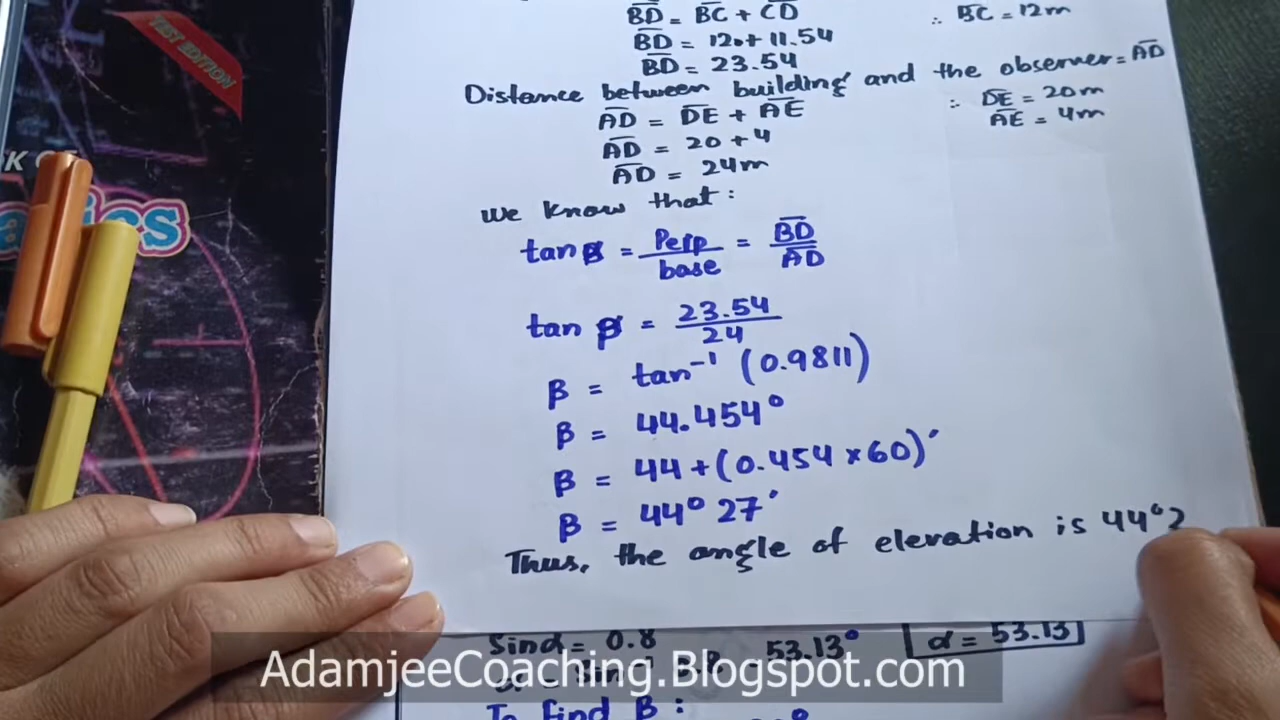 TEST EDITION
BD = BC + CD ∴ BC = 12m
BD = 12 + 11.54
BD = 23.54
Distance between building and the observer = AD
AD = DE + AE ∴ DE = 20m
AD = 20 + 4 AE = 4m
AD = 24m
We know that:
tan β = Perp/base = BD/AD
tan β = 23.54/24
β = tan⁻¹ (0.9811)
β = 44.454°
β = 44 + (0.454 × 60)′
β = 44° 27′
Thus, the angle of elevation is 44° 2
Sinα = 0.8
53.13°
α = 53.13
AdamjeeCoaching.Blogspot.com
To find β: